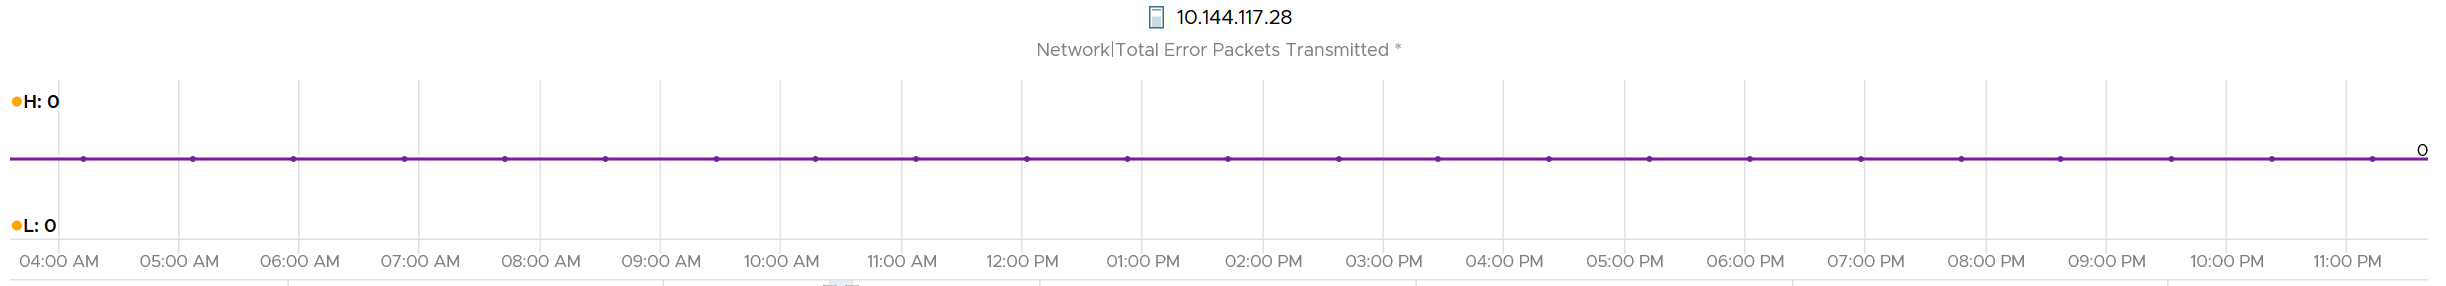 10.144.117.28
Network|Total Error Packets Transmitted *
H: 0
0
L: 0
04:00 AM 05:00 AM 06:00 AM 07:00 AM 08:00 AM 09:00 AM 10:00 AM 11:00 AM 12:00 PM 01:00 PM 02:00 PM 03:00 PM 04:00 PM 05:00 PM 06:00 PM 07:00 PM 08:00 PM 09:00 PM 10:00 PM 11:00 PM